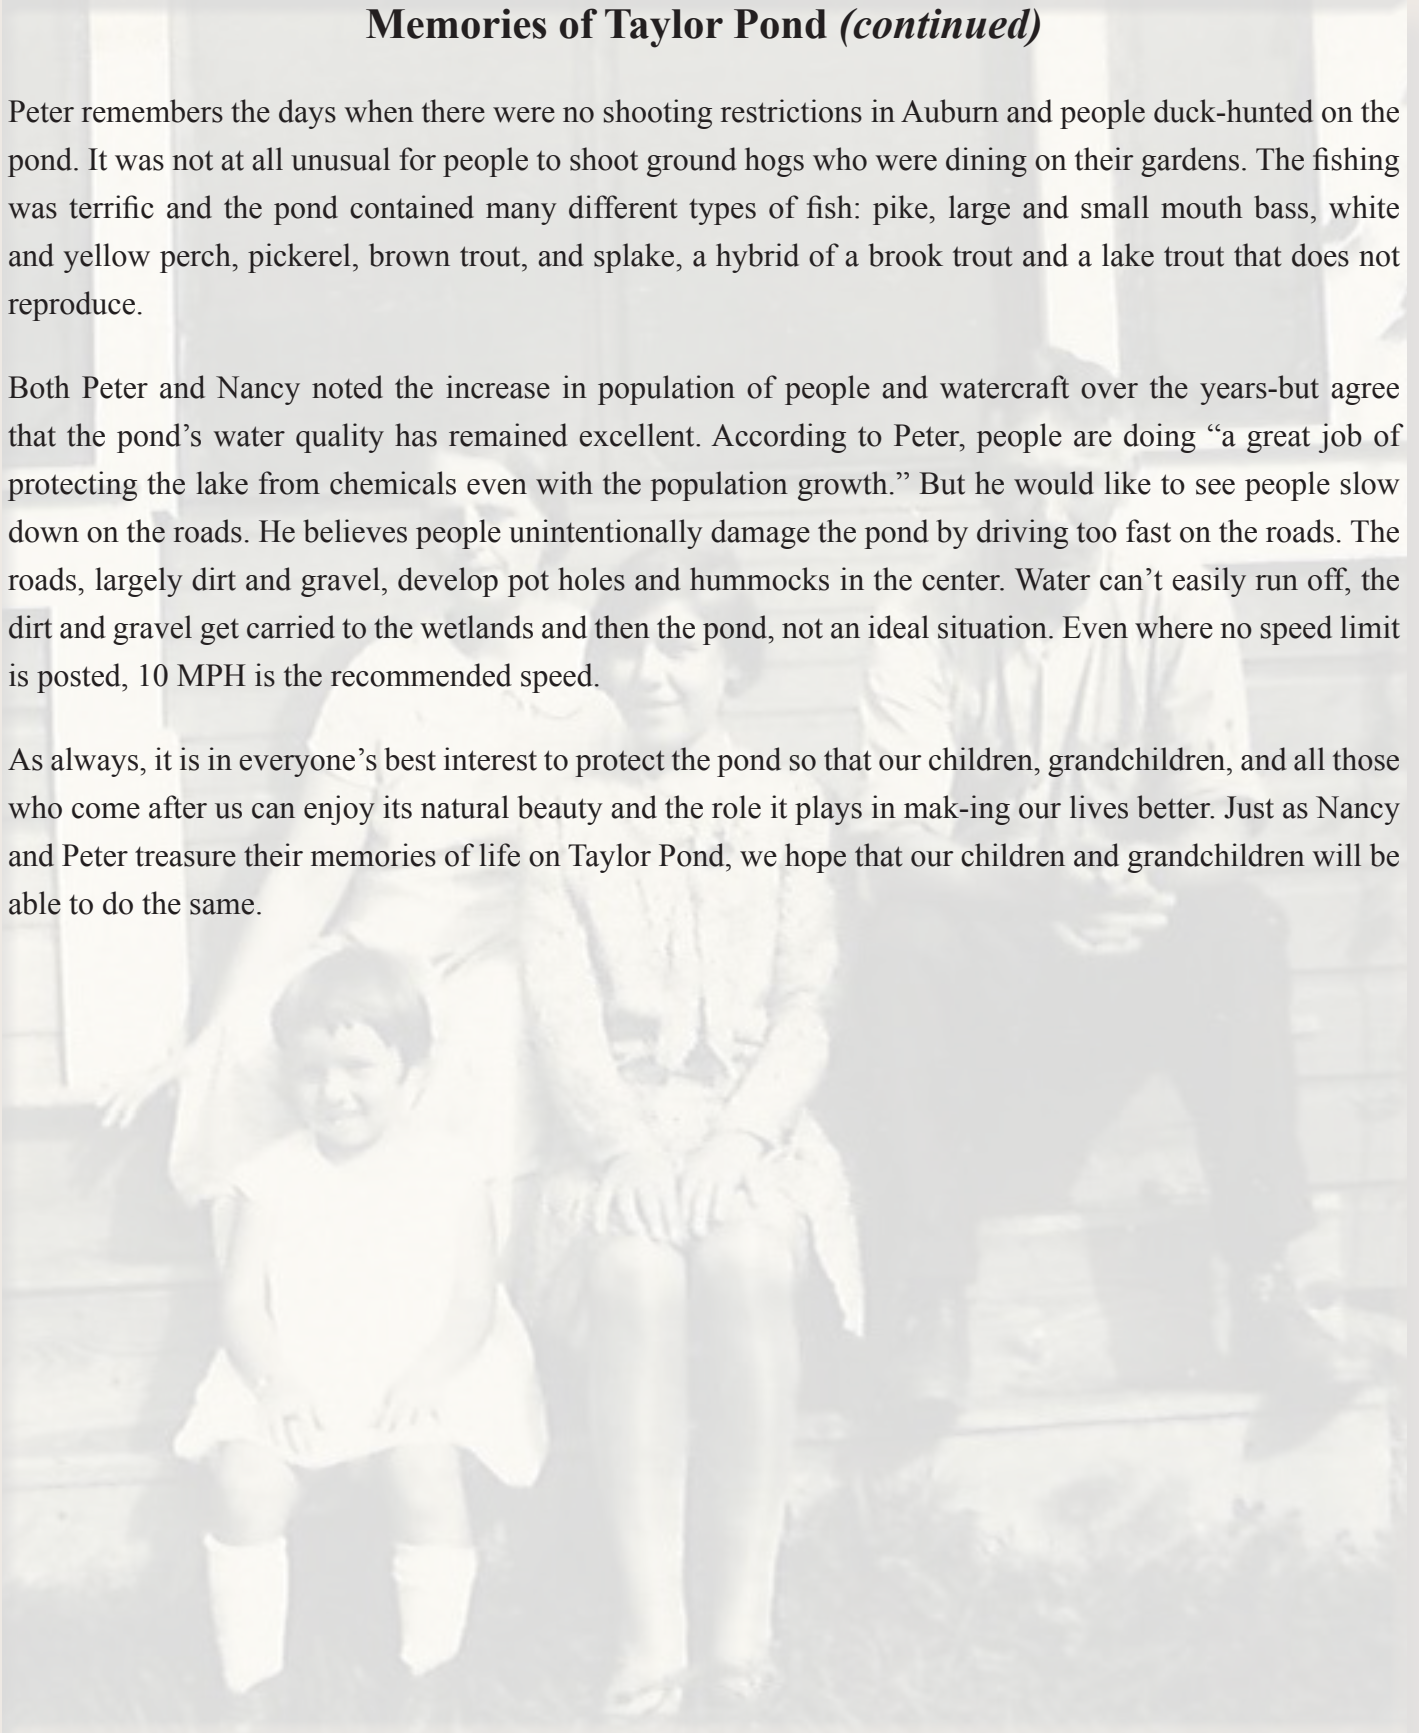 Memories of Taylor Pond (continued)
Peter remembers the days when there were no shooting restrictions in Auburn and people duck-hunted on the
pond. It was not at all unusual for people to shoot ground hogs who were dining on their gardens. The fishing
was terrific and the pond contained many different types of fish: pike, large and small mouth bass, white
and yellow perch, pickerel, brown trout, and splake, a hybrid of a brook trout and a lake trout that does not
reproduce.
Both Peter and Nancy noted the increase in population of people and watercraft over the years-but agree
that the pond’s water quality has remained excellent. According to Peter, people are doing “a great job of
protecting the lake from chemicals even with the population growth.” But he would like to see people slow
down on the roads. He believes people unintentionally damage the pond by driving too fast on the roads. The
roads, largely dirt and gravel, develop pot holes and hummocks in the center. Water can’t easily run off, the
dirt and gravel get carried to the wetlands and then the pond, not an ideal situation. Even where no speed limit
is posted, 10 MPH is the recommended speed.
As always, it is in everyone’s best interest to protect the pond so that our children, grandchildren, and all those
who come after us can enjoy its natural beauty and the role it plays in mak-ing our lives better. Just as Nancy
and Peter treasure their memories of life on Taylor Pond, we hope that our children and grandchildren will be
able to do the same.